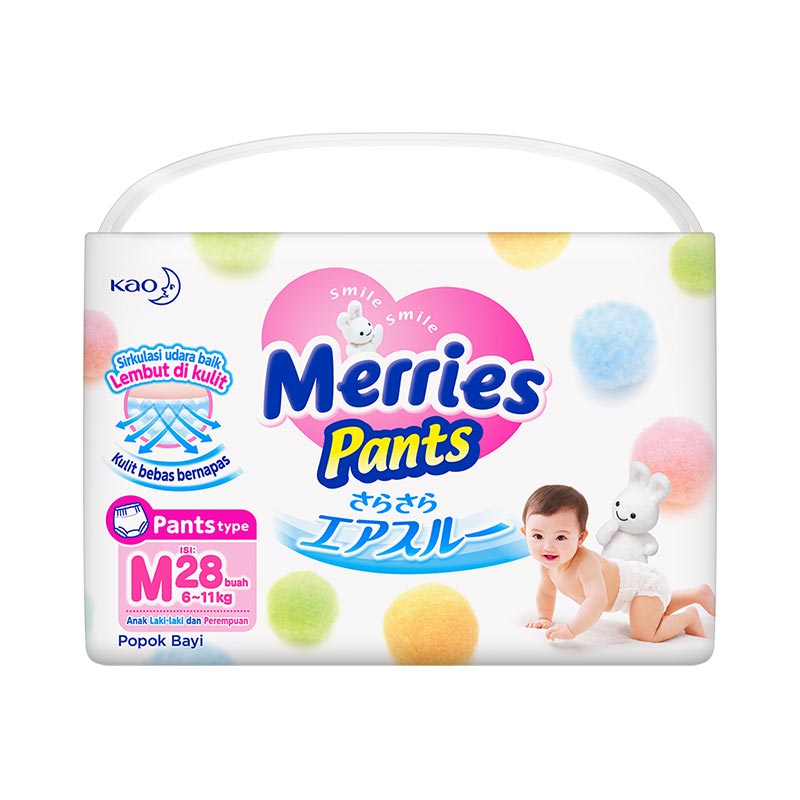 Kao
Smile Smile
Merries
Pants
さらさら
エアスルー
Sirkulasi udara baik
Lembut di kulit
Kulit bebas bernapas
Pants type
ISI:
M28 buah
6~11kg
Anak Laki-laki dan Perempuan
Popok Bayi